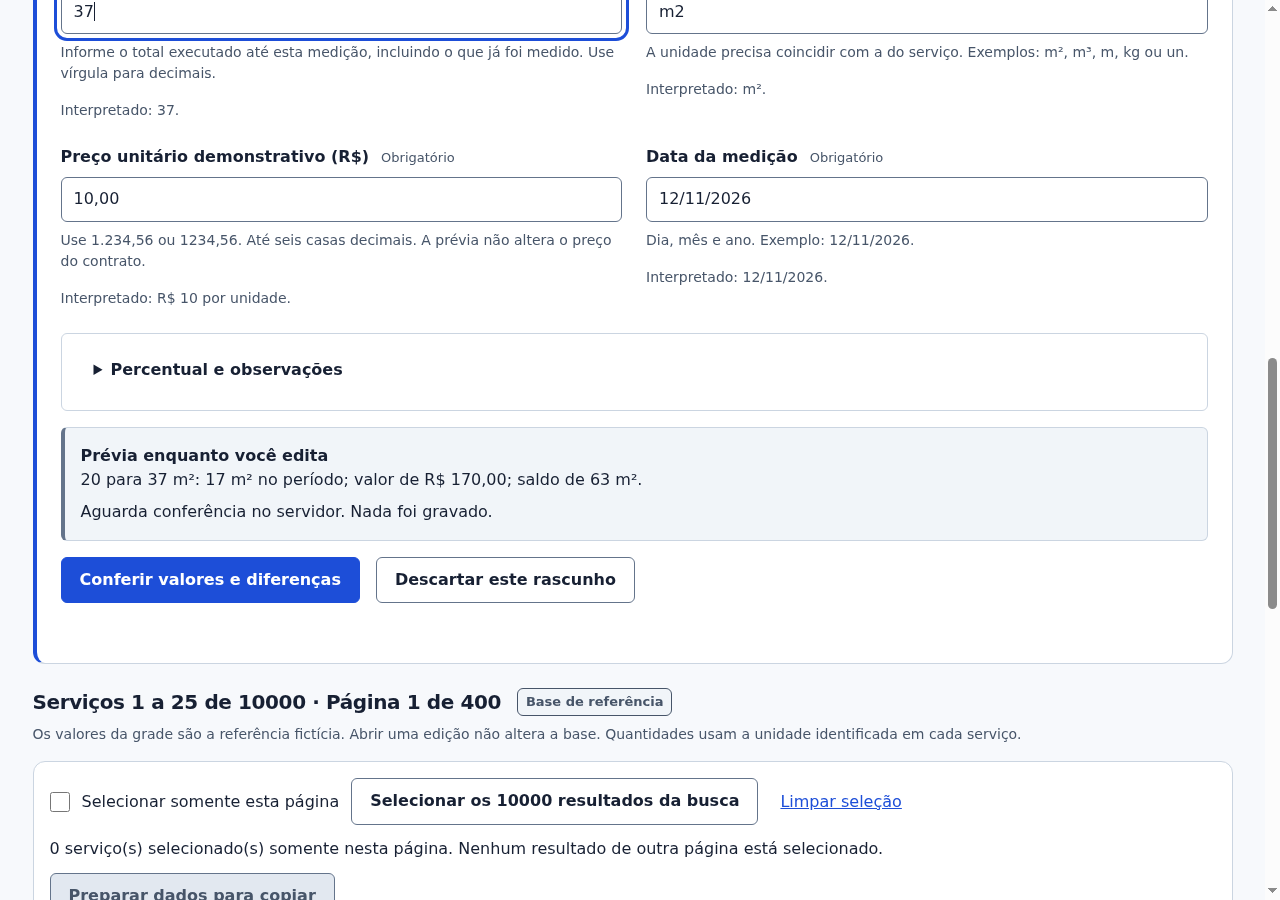 37
m2
Informe o total executado até esta medição, incluindo o que já foi medido. Use
vírgula para decimais.
A unidade precisa coincidir com a do serviço. Exemplos: m², m³, m, kg ou un.
Interpretado: 37.
Interpretado: m².
Preço unitário demonstrativo (R$) Obrigatório
Data da medição Obrigatório
10,00
12/11/2026
Use 1.234,56 ou 1234,56. Até seis casas decimais. A prévia não altera o preço
do contrato.
Dia, mês e ano. Exemplo: 12/11/2026.
Interpretado: R$ 10 por unidade.
Interpretado: 12/11/2026.
Percentual e observações
Prévia enquanto você edita
20 para 37 m²: 17 m² no período; valor de R$ 170,00; saldo de 63 m².
Aguarda conferência no servidor. Nada foi gravado.
Conferir valores e diferenças
Descartar este rascunho
Serviços 1 a 25 de 10000 · Página 1 de 400 Base de referência
Os valores da grade são a referência fictícia. Abrir uma edição não altera a base. Quantidades usam a unidade identificada em cada serviço.
Selecionar somente esta página Selecionar os 10000 resultados da busca Limpar seleção
0 serviço(s) selecionado(s) somente nesta página. Nenhum resultado de outra página está selecionado.
Preparar dados para copiar